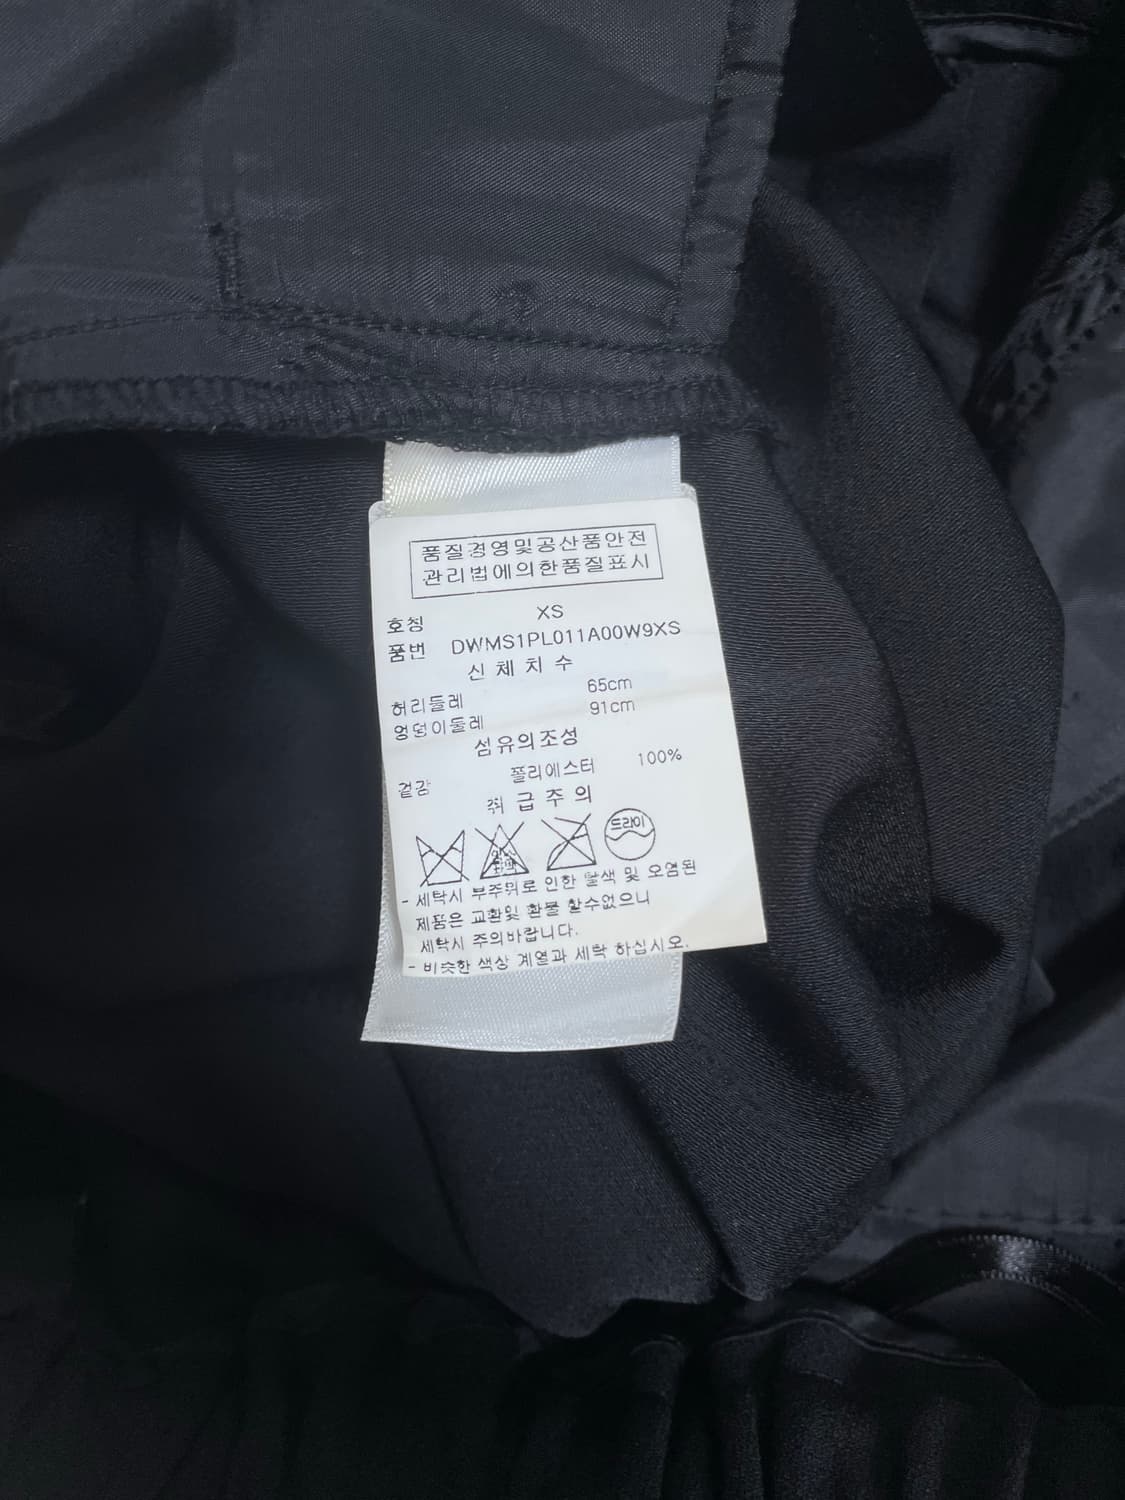 품질경영및공산품안전
관리법에의한품질표시
호칭 XS
품번 DWMS1PL011A00W9XS
신체치수
허리둘레 65cm
엉덩이둘레 91cm
섬유의조성
겉감 폴리에스터 100%
취급주의
드라이
- 세탁시 부주위로 인한 탈색 및 오염된
제품은 교환및 환불 할수없으니
세탁시 주의바랍니다.
- 비슷한 색상 계열과 세탁 하십시오.